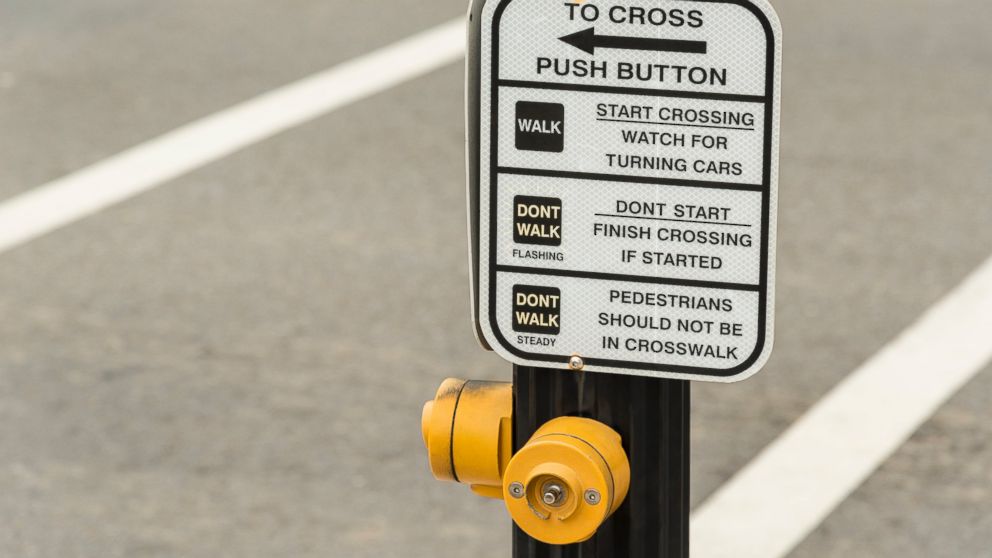 TO CROSS
PUSH BUTTON
WALK
START CROSSING
WATCH FOR
TURNING CARS
DONT
WALK
FLASHING
DONT START
FINISH CROSSING
IF STARTED
DONT
WALK
STEADY
PEDESTRIANS
SHOULD NOT BE
IN CROSSWALK